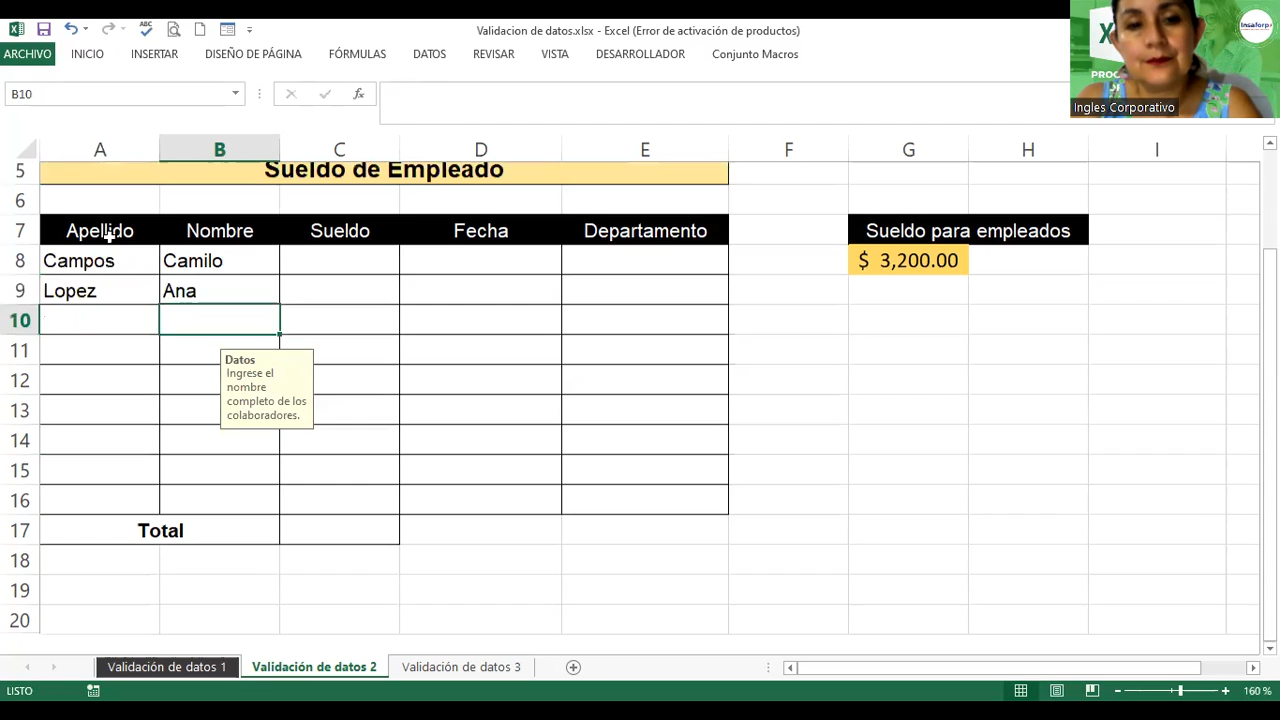 Validacion de datos.xlsx - Excel (Error de activación de productos)
ARCHIVO INICIO INSERTAR DISEÑO DE PÁGINA FÓRMULAS DATOS REVISAR VISTA DESARROLLADOR Conjunto Macros
Insaforp
PROC
Ingles Corporativo
B10 fx
A B C D E F G H I
5 Sueldo de Empleado
6
7 Apellido Nombre Sueldo Fecha Departamento Sueldo para empleados
8 Campos Camilo $ 3,200.00
9 Lopez Ana
10
11
Datos
Ingrese el
nombre
completo de los
colaboradores.
12
13
14
15
16
17 Total
18
19
20
Validación de datos 1 Validación de datos 2 Validación de datos 3
LISTO 160 %